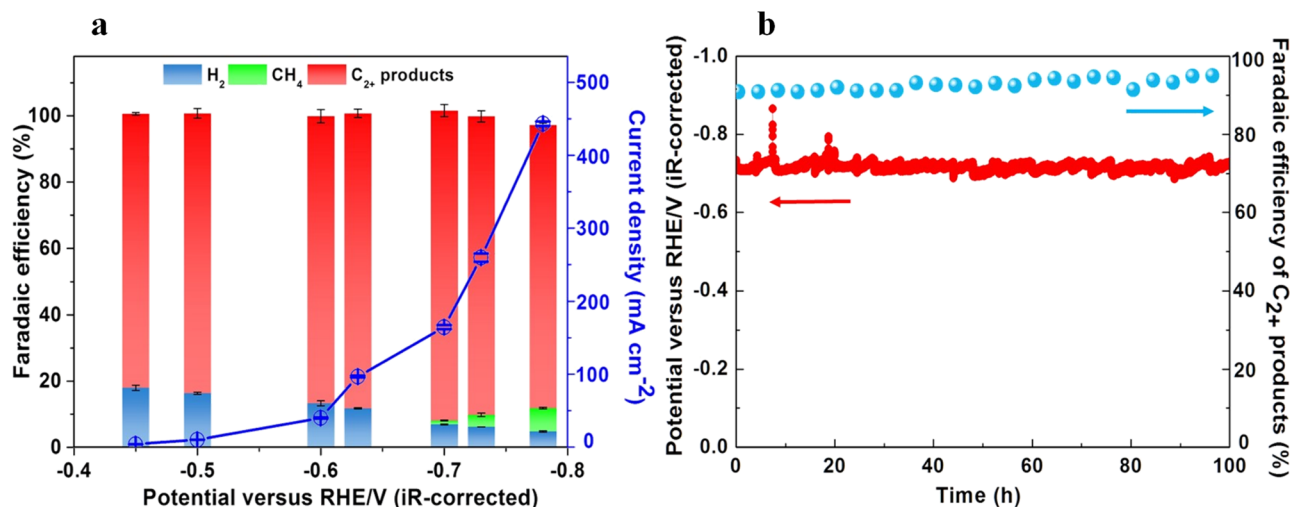 a
H2 CH4 C2+ products
Faradaic efficiency (%)
100
80
60
40
20
0
500
400
300
200
100
0
Current density (mA cm-2)
-0.4 -0.5 -0.6 -0.7 -0.8
Potential versus RHE/V (iR-corrected)
b
Potential versus RHE/V (iR-corrected)
-1.0
-0.8
-0.6
-0.4
-0.2
0.0
100
80
60
40
20
0
Faradaic efficiency of C2+ products (%)
0 20 40 60 80 100
Time (h)